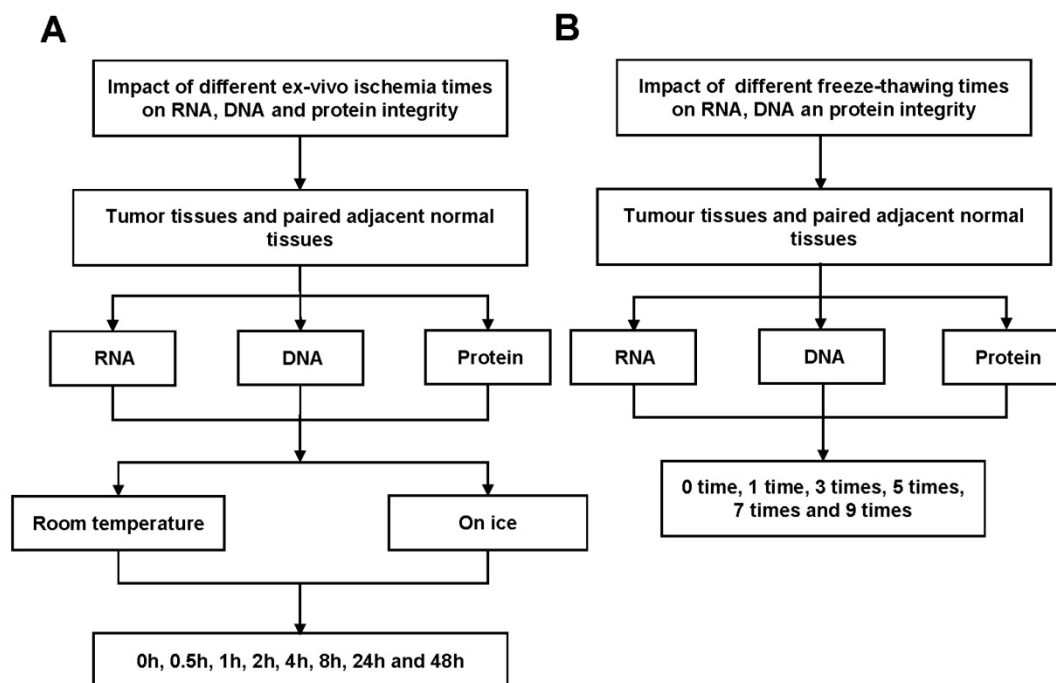 A
Impact of different ex-vivo ischemia times
on RNA, DNA and protein integrity
Tumor tissues and paired adjacent normal
tissues
RNA
DNA
Protein
Room temperature
On ice
0h, 0.5h, 1h, 2h, 4h, 8h, 24h and 48h
B
Impact of different freeze-thawing times
on RNA, DNA an protein integrity
Tumour tissues and paired adjacent normal
tissues
RNA
DNA
Protein
0 time, 1 time, 3 times, 5 times,
7 times and 9 times